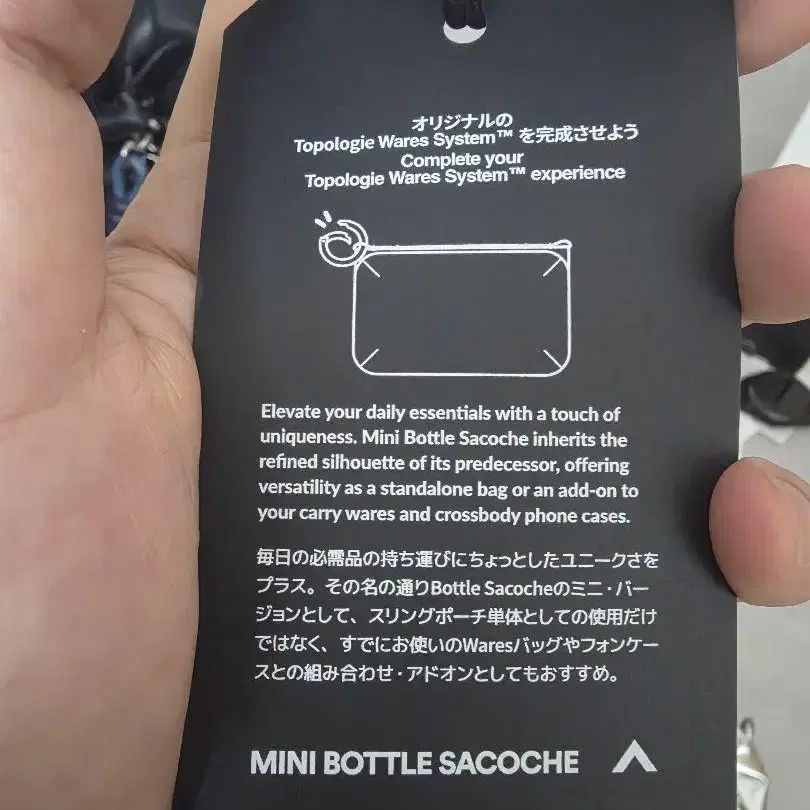 オリジナルの
Topologie Wares System™ を完成させよう
Complete your
Topologie Wares System™ experience
Elevate your daily essentials with a touch of
uniqueness. Mini Bottle Sacoche inherits the
refined silhouette of its predecessor, offering
versatility as a standalone bag or an add-on to
your carry wares and crossbody phone cases.
毎日の必需品の持ち運びにちょっとしたユニークさを
プラス。その名の通りBottle Sacocheのミニ·バー
ジョンとして、スリングポーチ単体としての使用だけ
ではなく、すでにお使いのWaresバッグやフォンケー
スとの組み合わせ·アドオンとしてもおすすめ。
MINI BOTTLE SACOCHE